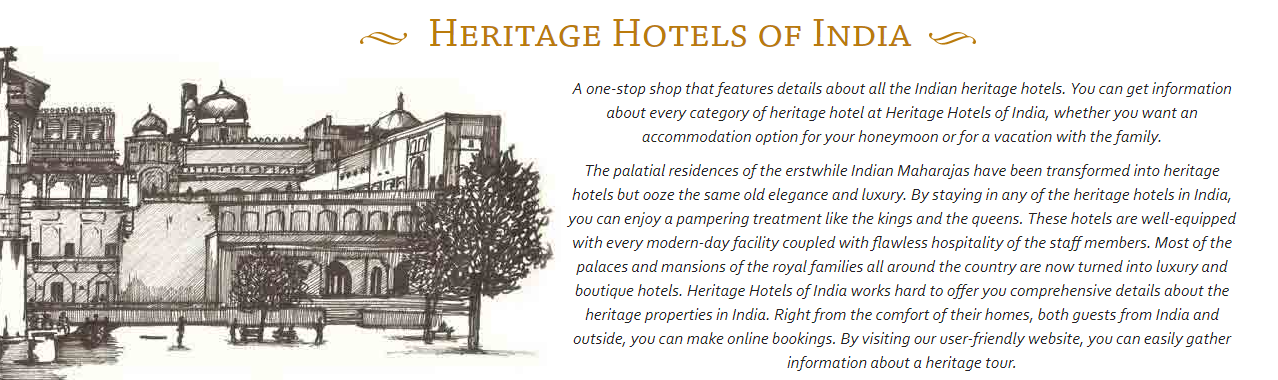 Heritage Hotels of India
A one-stop shop that features details about all the Indian heritage hotels. You can get information
about every category of heritage hotel at Heritage Hotels of India, whether you want an
accommodation option for your honeymoon or for a vacation with the family.
The palatial residences of the erstwhile Indian Maharajas have been transformed into heritage
hotels but ooze the same old elegance and luxury. By staying in any of the heritage hotels in India,
you can enjoy a pampering treatment like the kings and the queens. These hotels are well-equipped
with every modern-day facility coupled with flawless hospitality of the staff members. Most of the
palaces and mansions of the royal families all around the country are now turned into luxury and
boutique hotels. Heritage Hotels of India works hard to offer you comprehensive details about the
heritage properties in India. Right from the comfort of their homes, both guests from India and
outside, you can make online bookings. By visiting our user-friendly website, you can easily gather
information about a heritage tour.